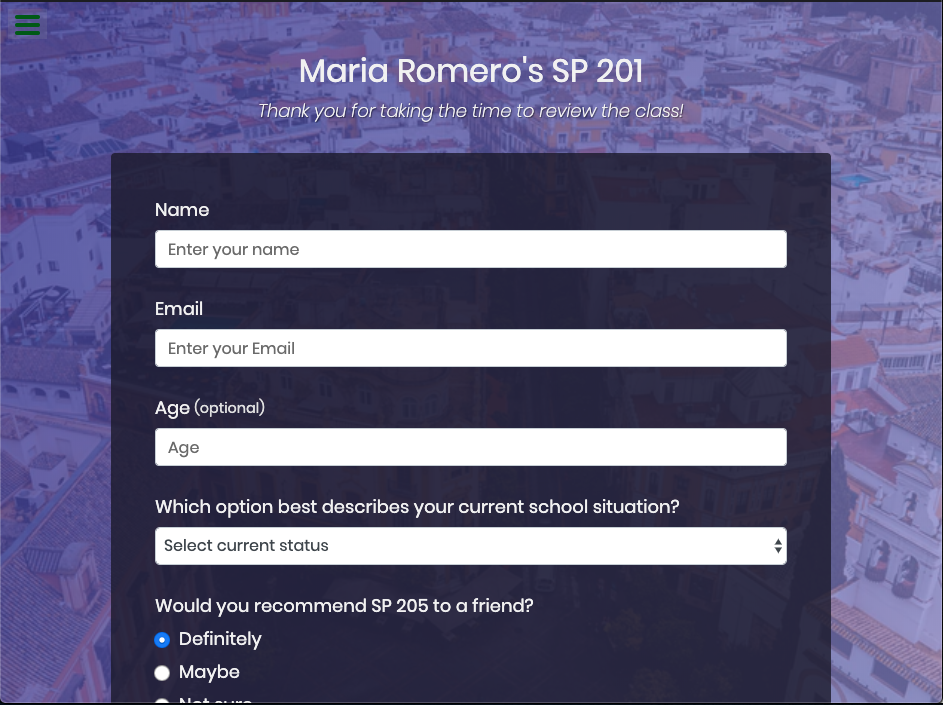 Maria Romero's SP 201
Thank you for taking the time to review the class!
Name
Enter your name
Email
Enter your Email
Age (optional)
Age
Which option best describes your current school situation?
Select current status
Would you recommend SP 205 to a friend?
Definitely
Maybe
Not sure